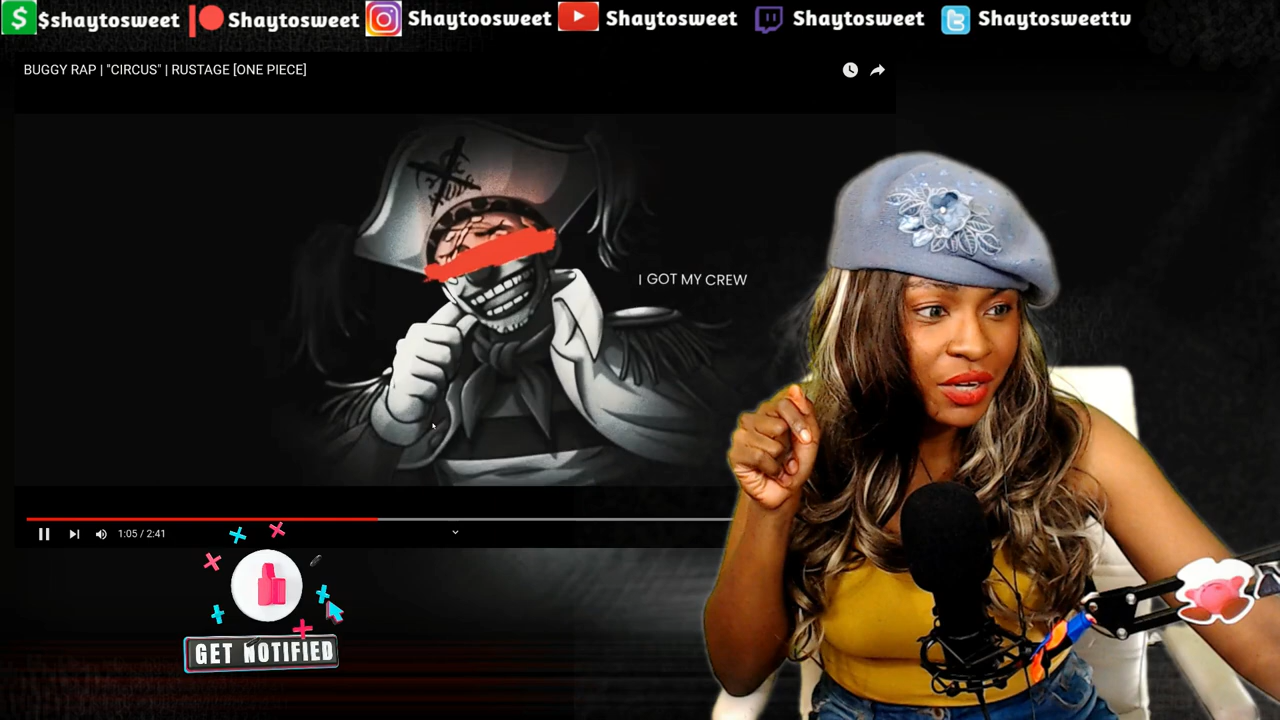 $shaytosweet Shaytosweet Shaytoosweet Shaytosweet Shaytosweet Shaytosweettv
BUGGY RAP | "CIRCUS" | RUSTAGE [ONE PIECE]
I GOT MY CREW
1:05 / 2:41
GET NOTIFIED